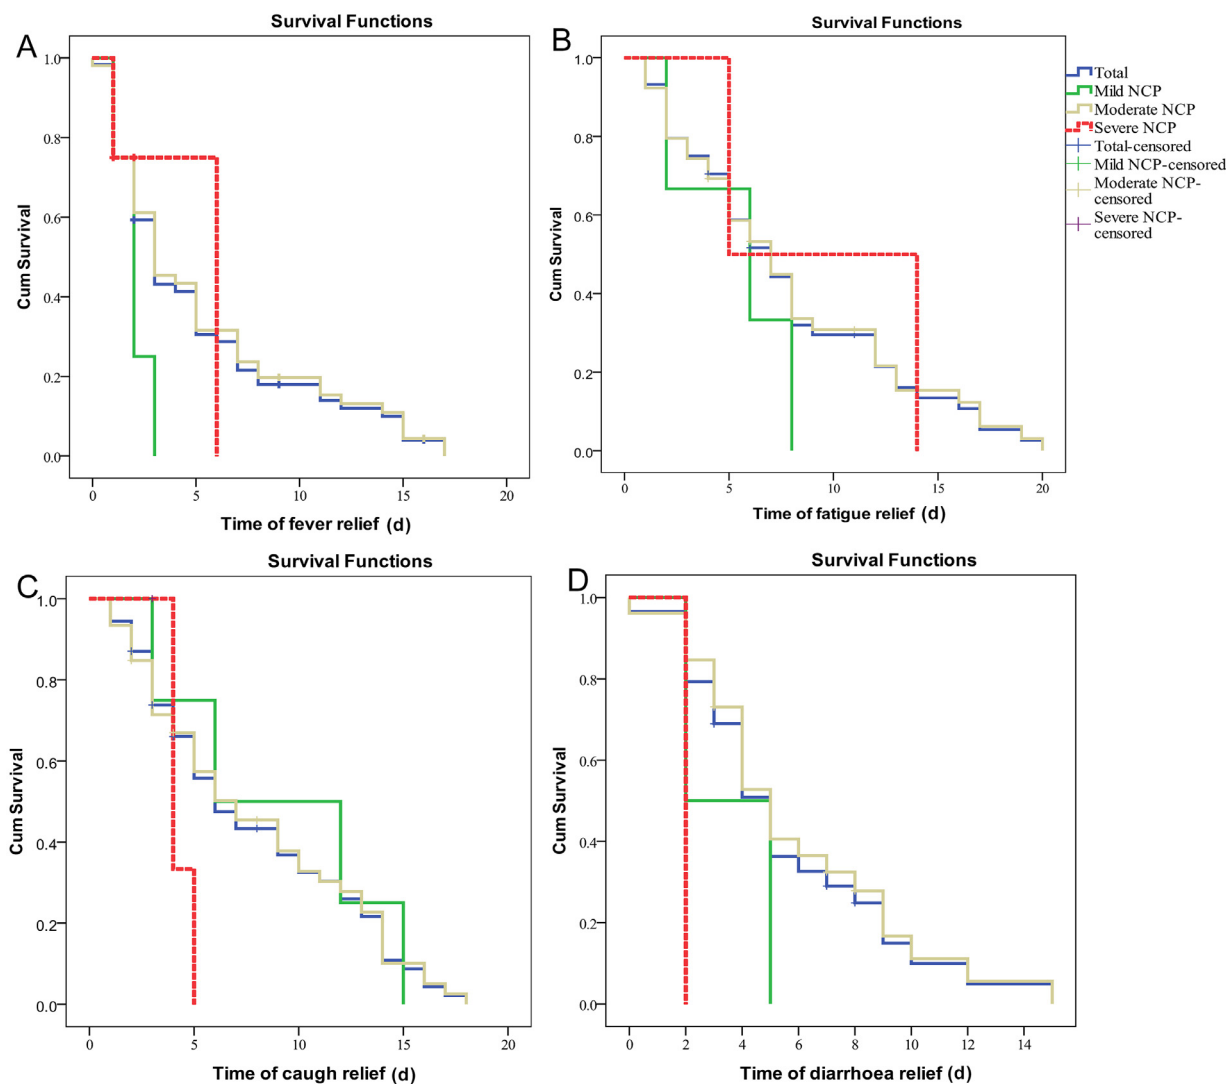 A
Survival Functions
1.0
0.8
0.6
0.4
0.2
0.0
Cum Survival
0 5 10 15 20
Time of fever relief (d)
B
Survival Functions
1.0
0.8
0.6
0.4
0.2
0.0
Cum Survival
0 5 10 15 20
Time of fatigue relief (d)
Total
Mild NCP
Moderate NCP
Severe NCP
Total-censored
Mild NCP-censored
Moderate NCP-
censored
Severe NCP-
censored
C
Survival Functions
1.0
0.8
0.6
0.4
0.2
0.0
Cum Survival
0 5 10 15 20
Time of caugh relief (d)
D
Survival Functions
1.0
0.8
0.6
0.4
0.2
0.0
Cum Survival
0 2 4 6 8 10 12 14
Time of diarrhoea relief (d)